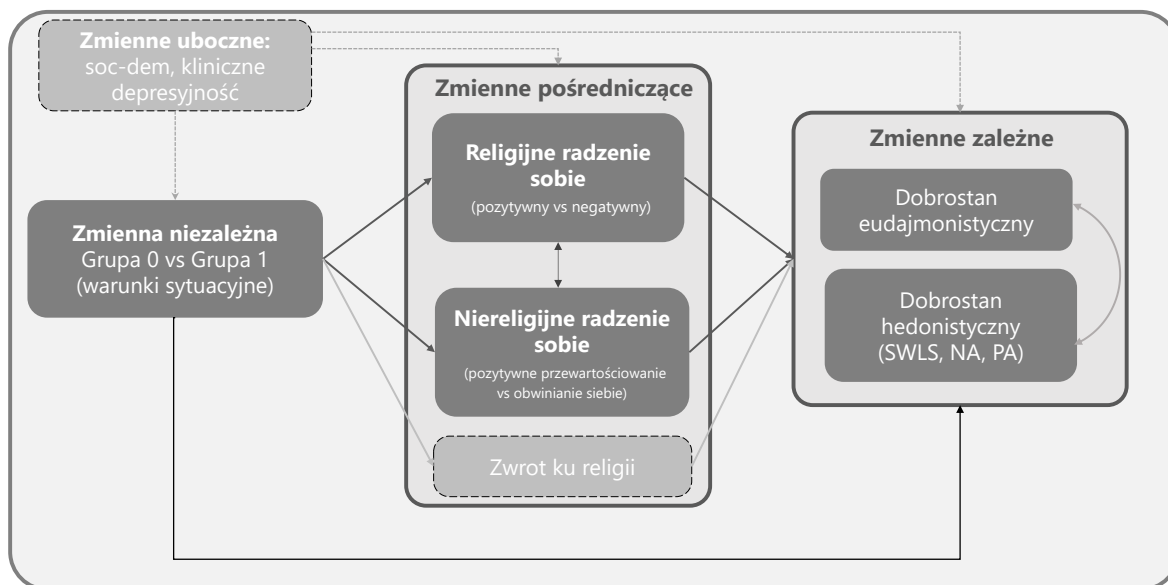 Zmienne uboczne:
soc-dem, kliniczne
depresyjność
Zmienna niezależna
Grupa 0 vs Grupa 1
(warunki sytuacyjne)
Zmienne pośredniczące
Religijne radzenie
sobie
(pozytywny vs negatywny)
Niereligijne radzenie
sobie
(pozytywne przewartościowanie
vs obwinianie siebie)
Zwrot ku religii
Zmienne zależne
Dobrostan
eudajmonistyczny
Dobrostan
hedonistyczny
(SWLS, NA, PA)